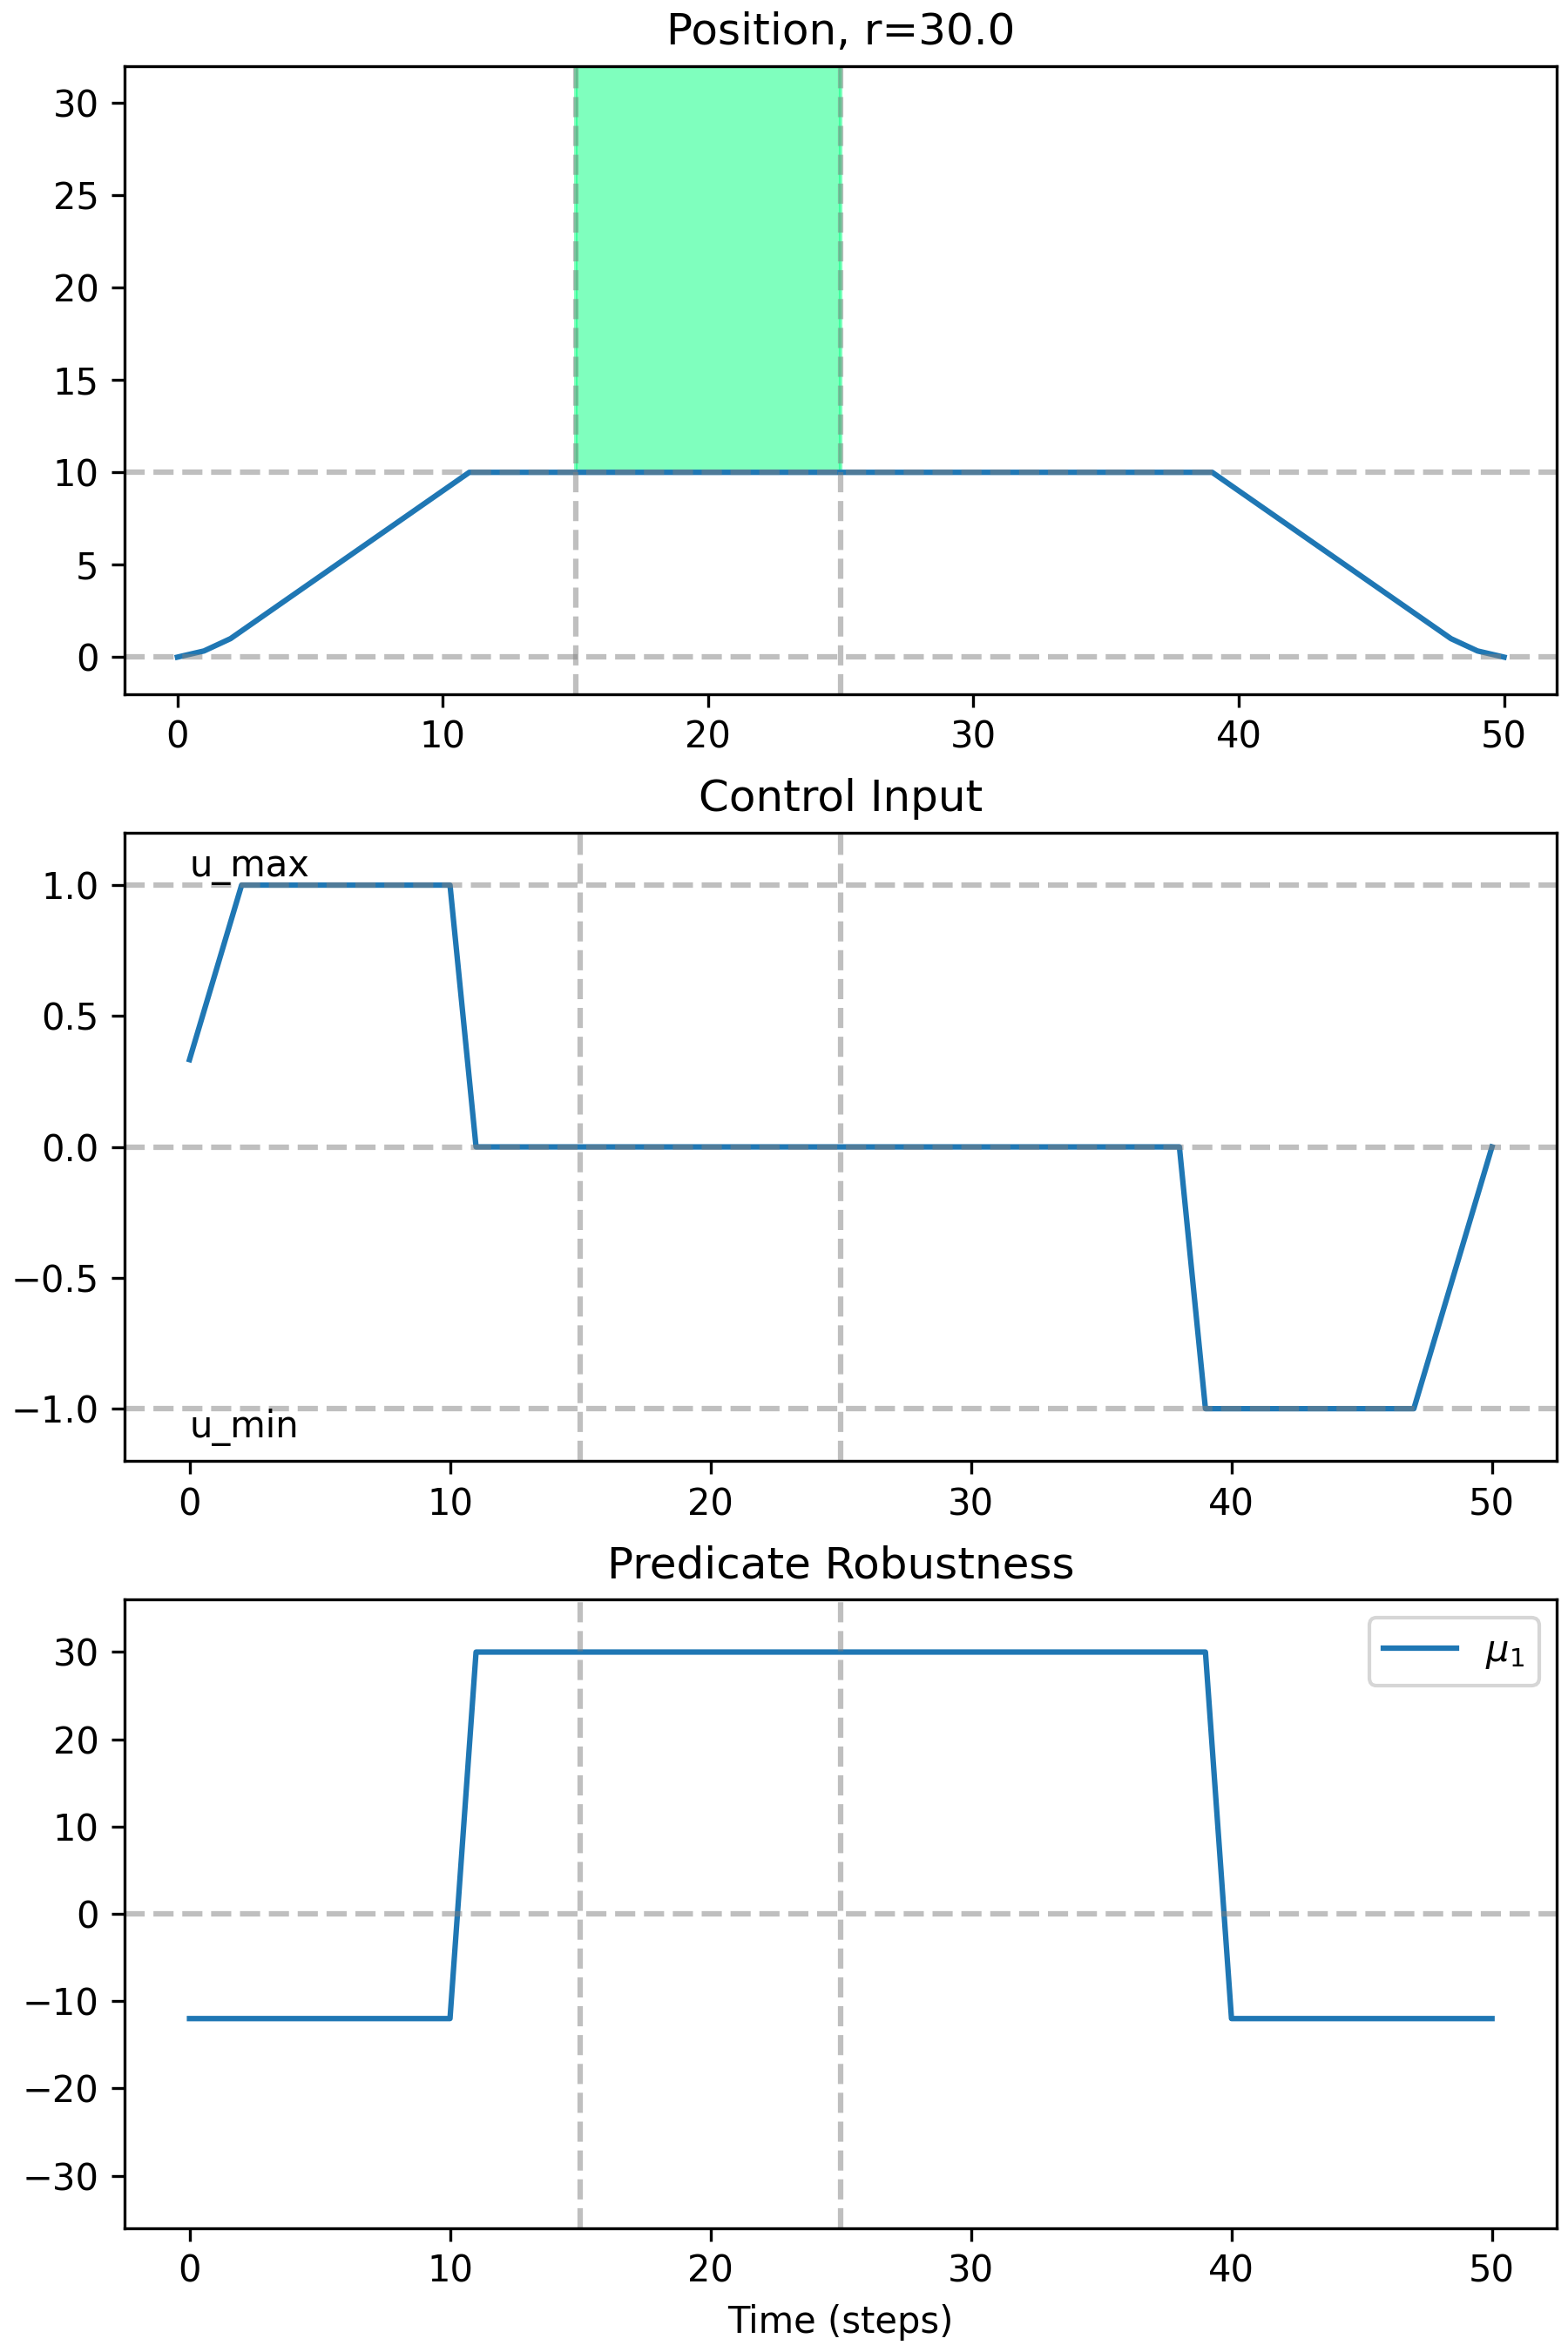 Position, r=30.0
30
25
20
15
10
5
0
0 10 20 30 40 50
Control Input
u_max
1.0
0.5
0.0
−0.5
−1.0
u_min
0 10 20 30 40 50
Predicate Robustness
μ₁
30
20
10
0
−10
−20
−30
0 10 20 30 40 50
Time (steps)